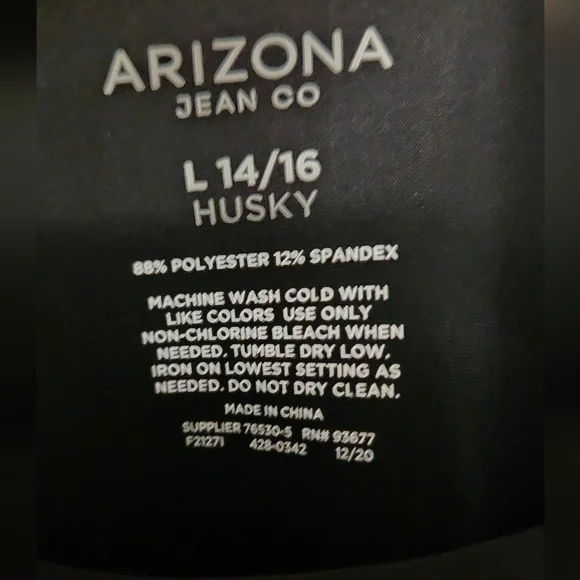 ARIZONA
JEAN CO
L 14/16
HUSKY
88% POLYESTER 12% SPANDEX
MACHINE WASH COLD WITH
LIKE COLORS USE ONLY
NON-CHLORINE BLEACH WHEN
NEEDED. TUMBLE DRY LOW.
IRON ON LOWEST SETTING AS
NEEDED. DO NOT DRY CLEAN.
MADE IN CHINA
SUPPLIER 76530-5 RN# 93677
F21271 428-0342 12/20